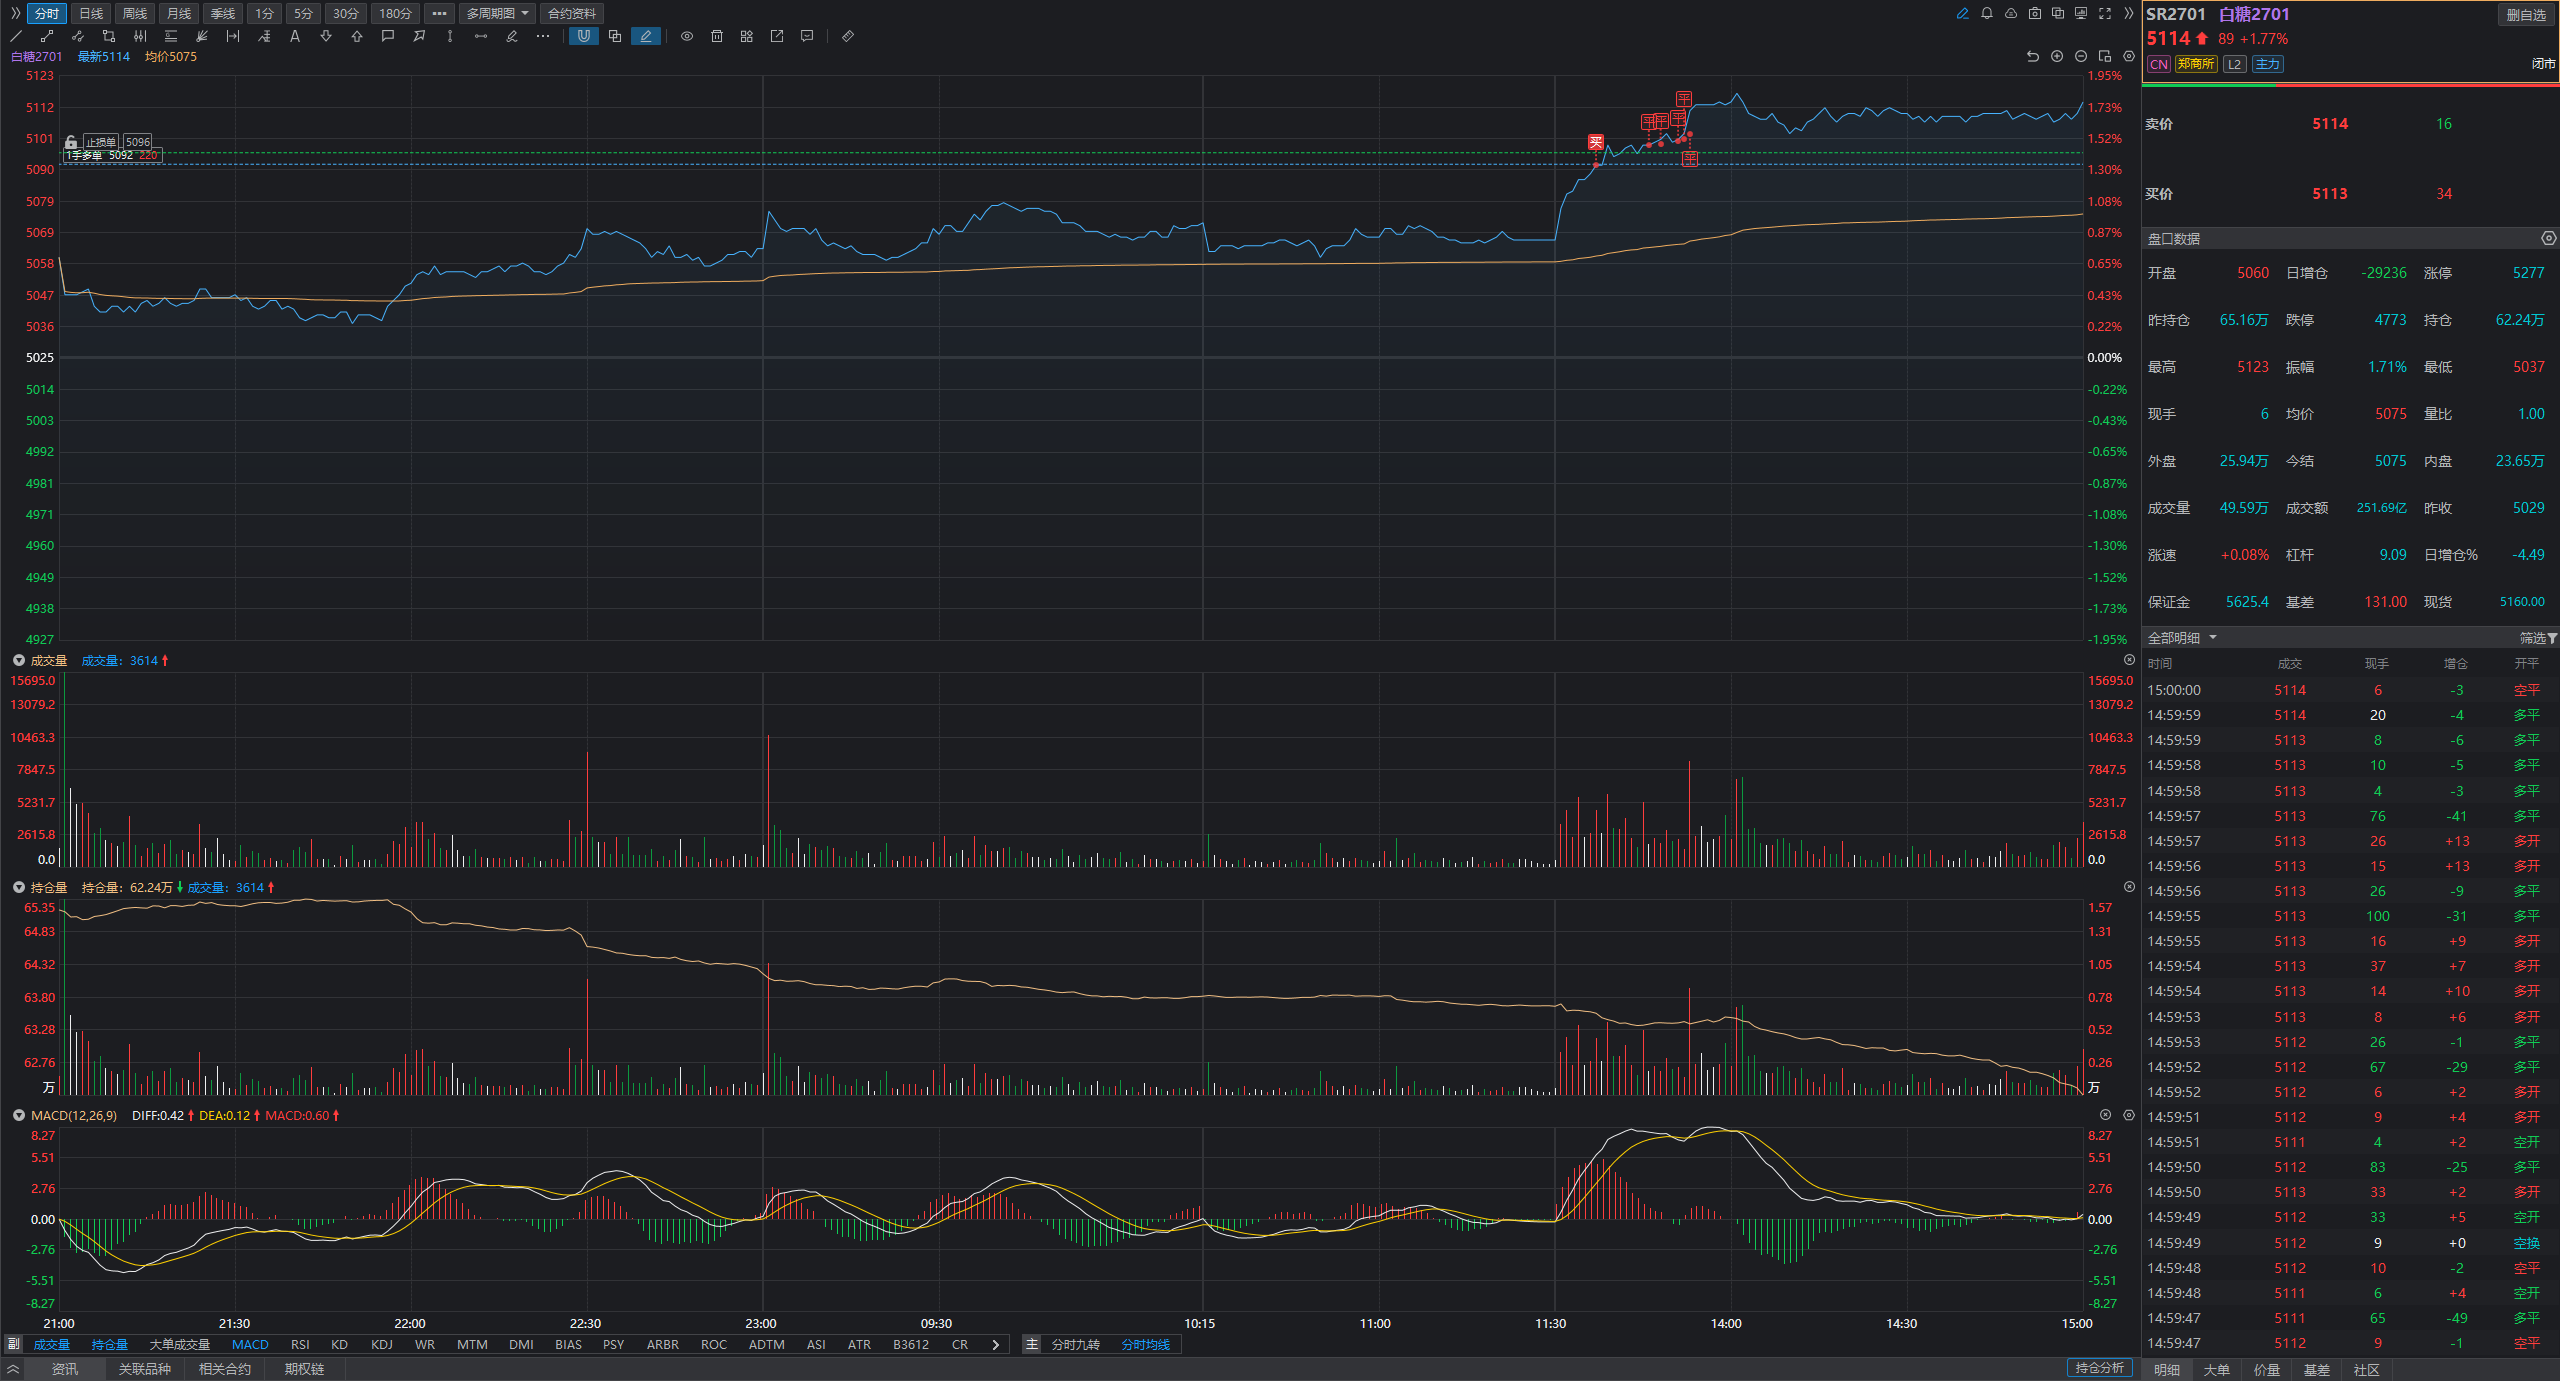 分时 日线 周线 月线 季线 1分 5分 30分 180分 ••• 多周期图 合约资料
白糖2701 最新5114 均价5075
5123 1.95%
5112 1.73%
5101 1.52%
止损单 5096
1手多单 5092 220
买 平 平 平 平 平
5090 1.30%
5079 1.08%
5069 0.87%
5058 0.65%
5047 0.43%
5036 0.22%
5025 0.00%
5014 -0.22%
5003 -0.43%
4992 -0.65%
4981 -0.87%
4971 -1.08%
4960 -1.30%
4949 -1.52%
4938 -1.73%
4927 -1.95%
成交量 成交量: 3614
15695.0 15695.0
13079.2 13079.2
10463.3 10463.3
7847.5 7847.5
5231.7 5231.7
2615.8 2615.8
0.0 0.0
持仓量 持仓量: 62.24万 成交量: 3614
65.35 1.57
64.83 1.31
64.32 1.05
63.80 0.78
63.28 0.52
62.76 0.26
万 万
MACD(12,26,9) DIFF:0.42 DEA:0.12 MACD:0.60
8.27 8.27
5.51 5.51
2.76 2.76
0.00 0.00
-2.76 -2.76
-5.51 -5.51
-8.27 -8.27
21:00 21:30 22:00 22:30 23:00 09:30 10:15 11:00 11:30 14:00 14:30 15:00
副 成交量 持仓量 大单成交量 MACD RSI KD KDJ WR MTM DMI BIAS PSY ARBR ROC ADTM ASI ATR B3612 CR 主 分时九转 分时均线
资讯 关联品种 相关合约 期权链 持仓分析
SR2701 白糖2701 删自选
5114 89 +1.77%
CN 郑商所 L2 主力 闭市
卖价 5114 16
买价 5113 34
盘口数据
开盘 5060 日增仓 -29236 涨停 5277
昨持仓 65.16万 跌停 4773 持仓 62.24万
最高 5123 振幅 1.71% 最低 5037
现手 6 均价 5075 量比 1.00
外盘 25.94万 今结 5075 内盘 23.65万
成交量 49.59万 成交额 251.69亿 昨收 5029
涨速 +0.08% 杠杆 9.09 日增仓% -4.49
保证金 5625.4 基差 131.00 现货 5160.00
全部明细 筛选
时间 成交 现手 增仓 开平
15:00:00 5114 6 -3 空平
14:59:59 5114 20 -4 多平
14:59:59 5113 8 -6 多平
14:59:58 5113 10 -5 多平
14:59:58 5113 4 -3 多平
14:59:57 5113 76 -41 多平
14:59:57 5113 26 +13 多开
14:59:56 5113 15 +13 多开
14:59:56 5113 26 -9 多平
14:59:55 5113 100 -31 多平
14:59:55 5113 16 +9 多开
14:59:54 5113 37 +7 多开
14:59:54 5113 14 +10 多开
14:59:53 5113 8 +6 多开
14:59:53 5112 26 -1 多平
14:59:52 5112 67 -29 多平
14:59:52 5112 6 +2 多开
14:59:51 5112 9 +4 多开
14:59:51 5111 4 +2 空开
14:59:50 5112 83 -25 多平
14:59:50 5113 33 +2 多开
14:59:49 5112 33 +5 空开
14:59:49 5112 9 +0 空换
14:59:48 5112 10 -2 空平
14:59:48 5111 6 +4 空开
14:59:47 5111 65 -49 多平
14:59:47 5112 9 -1 空平
明细 大单 价量 基差 社区